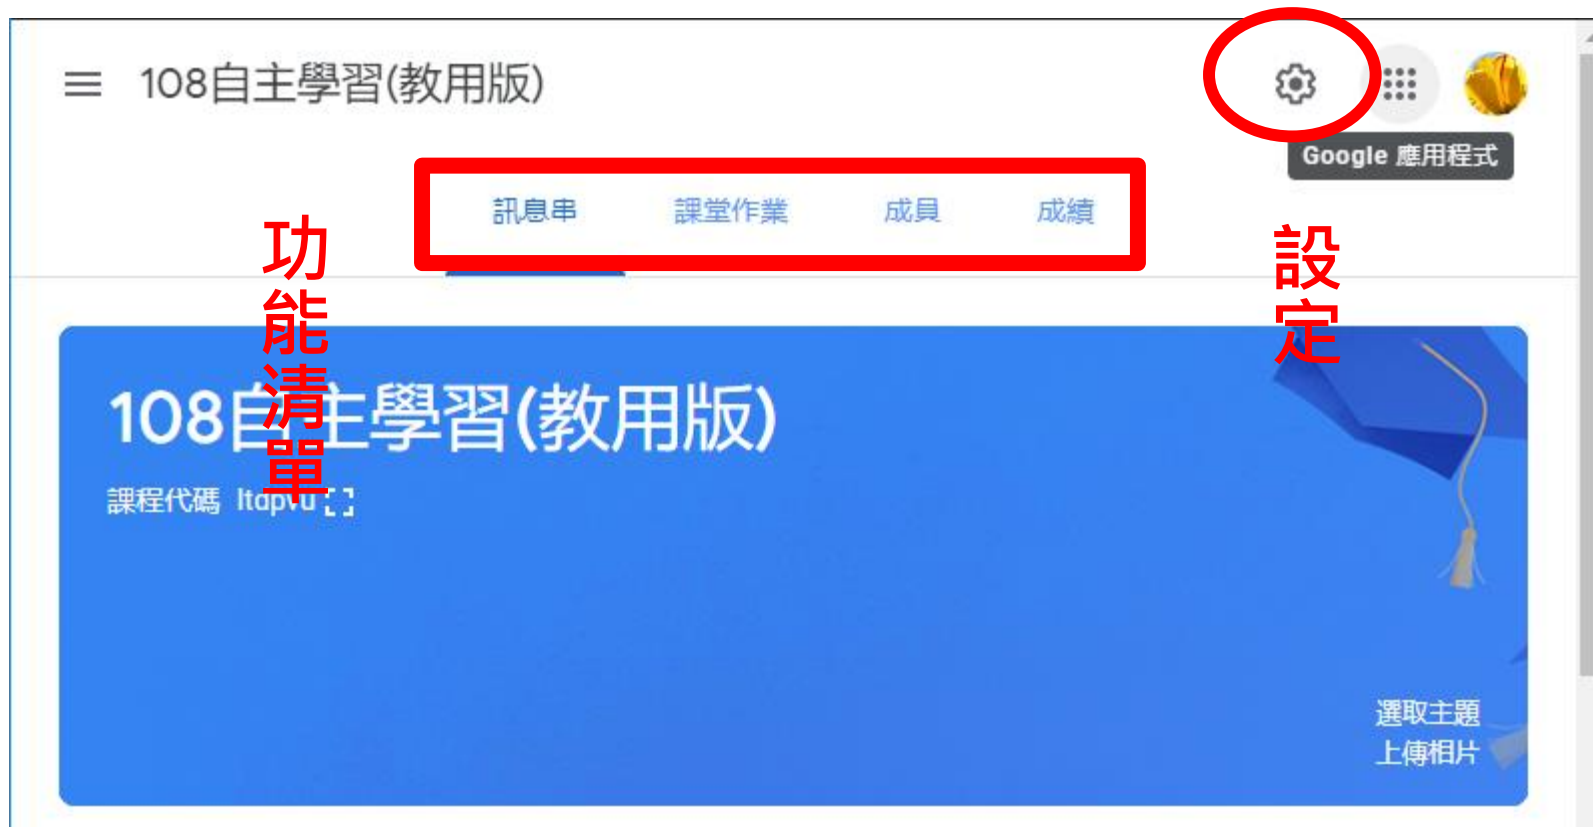 108自主學習(教用版)
Google 應用程式
訊息串 課堂作業 成員 成績
功能清單
設定
108自主學習(教用版)
課程代碼
選取主題
上傳相片